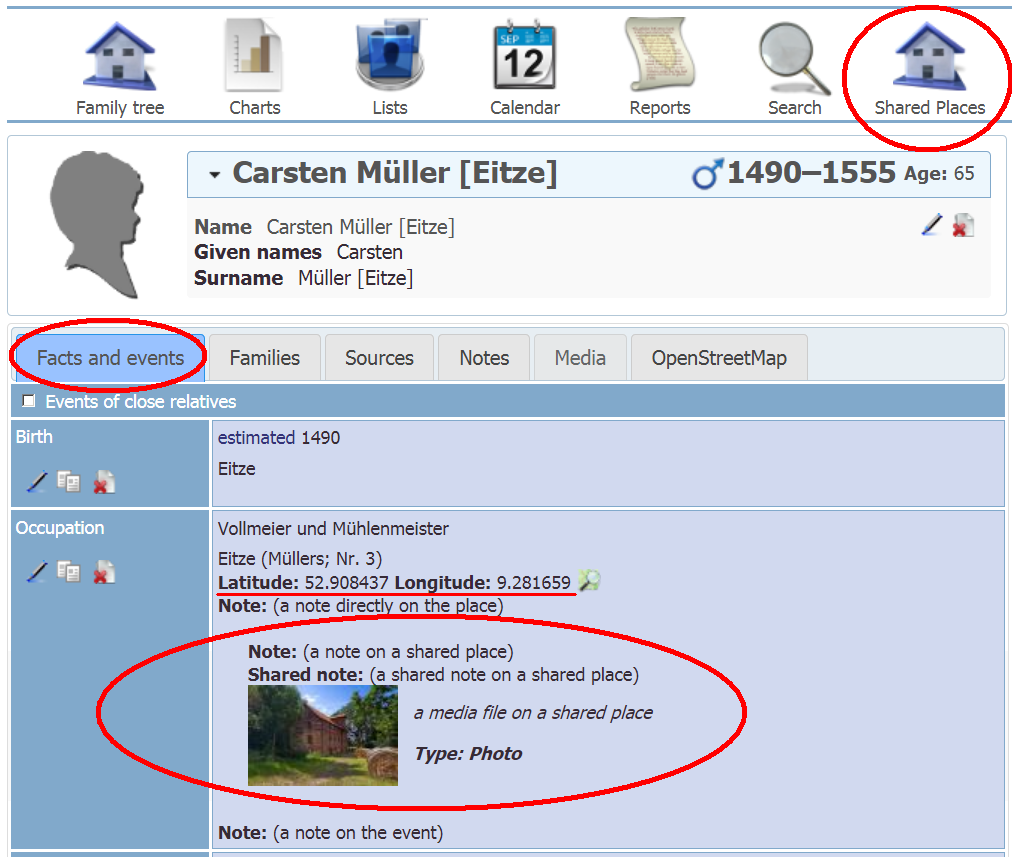 SEP
12
Family tree
Charts
Lists
Calendar
Reports
Search
Shared Places
Carsten Müller [Eitze] 1490–1555 Age: 65
Name Carsten Müller [Eitze]
Given names Carsten
Surname Müller [Eitze]
Facts and events
Families
Sources
Notes
Media
OpenStreetMap
Events of close relatives
Birth
estimated 1490
Eitze
Occupation
Vollmeier und Mühlenmeister
Eitze (Müllers; Nr. 3)
Latitude: 52.908437 Longitude: 9.281659
Note: (a note directly on the place)
Note: (a note on a shared place)
Shared note: (a shared note on a shared place)
a media file on a shared place
Type: Photo
Note: (a note on the event)